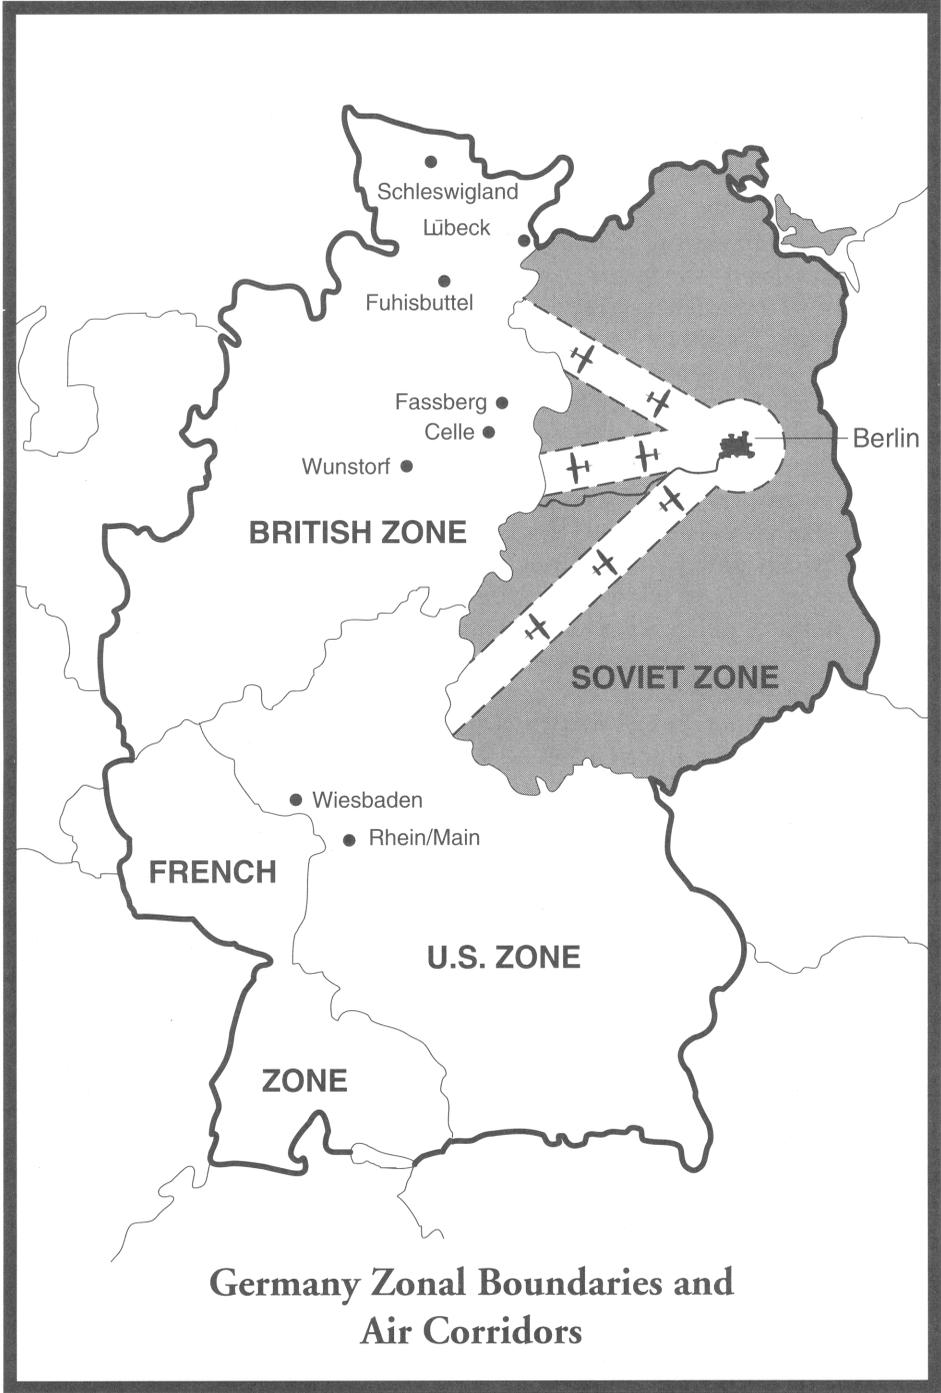 Schleswigland
Lūbeck
Fuhisbuttel
Fassberg
Celle
Wunstorf
Berlin
BRITISH ZONE
SOVIET ZONE
Wiesbaden
Rhein/Main
FRENCH
U.S. ZONE
ZONE
Germany Zonal Boundaries and
Air Corridors